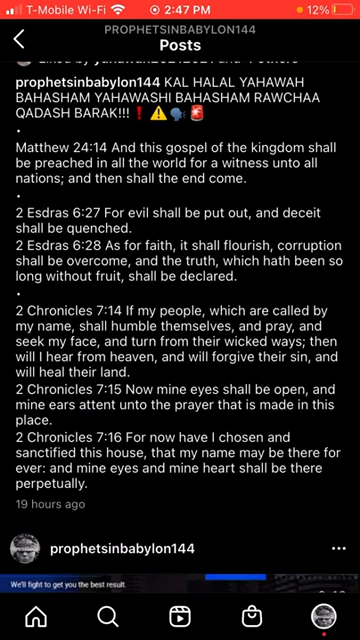 T-Mobile Wi-Fi 2:47 PM 12%
PROPHETSINBABYLON144
Posts
prophetsinbabylon144 KAL HALAL YAHAWAH
BAHASHAM YAHAWASHI BAHASHAM RAWCHAA
QADASH BARAK!!!❗⚠️🗣🚨
•
Matthew 24:14 And this gospel of the kingdom shall
be preached in all the world for a witness unto all
nations; and then shall the end come.
•
2 Esdras 6:27 For evil shall be put out, and deceit
shall be quenched.
2 Esdras 6:28 As for faith, it shall flourish, corruption
shall be overcome, and the truth, which hath been so
long without fruit, shall be declared.
•
2 Chronicles 7:14 If my people, which are called by
my name, shall humble themselves, and pray, and
seek my face, and turn from their wicked ways; then
will I hear from heaven, and will forgive their sin, and
will heal their land.
2 Chronicles 7:15 Now mine eyes shall be open, and
mine ears attent unto the prayer that is made in this
place.
2 Chronicles 7:16 For now have I chosen and
sanctified this house, that my name may be there for
ever: and mine eyes and mine heart shall be there
perpetually.
19 hours ago
prophetsinbabylon144
We'll fight to get you the best result.